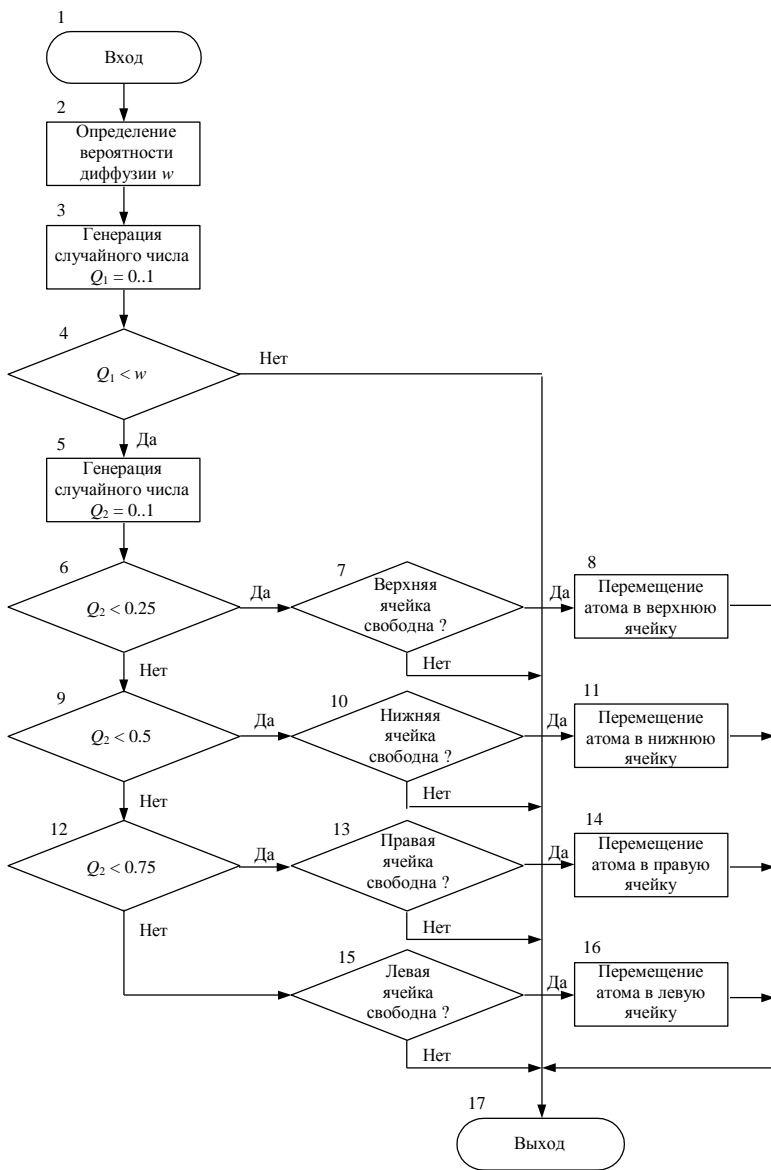 1
Вход
2
Определение
вероятности
диффузии w
3
Генерация
случайного числа
Q₁ = 0..1
4
Q₁ < w
Нет
Да
5
Генерация
случайного числа
Q₂ = 0..1
6
Q₂ < 0.25
Да
7
Верхняя
ячейка
свободна ?
Да
8
Перемещение
атома в верхнюю
ячейку
Нет
Нет
9
Q₂ < 0.5
Да
10
Нижняя
ячейка
свободна ?
Да
11
Перемещение
атома в нижнюю
ячейку
Нет
Нет
12
Q₂ < 0.75
Да
13
Правая
ячейка
свободна ?
Да
14
Перемещение
атома в правую
ячейку
Нет
Нет
15
Левая
ячейка
свободна ?
Да
16
Перемещение
атома в левую
ячейку
Нет
17
Выход